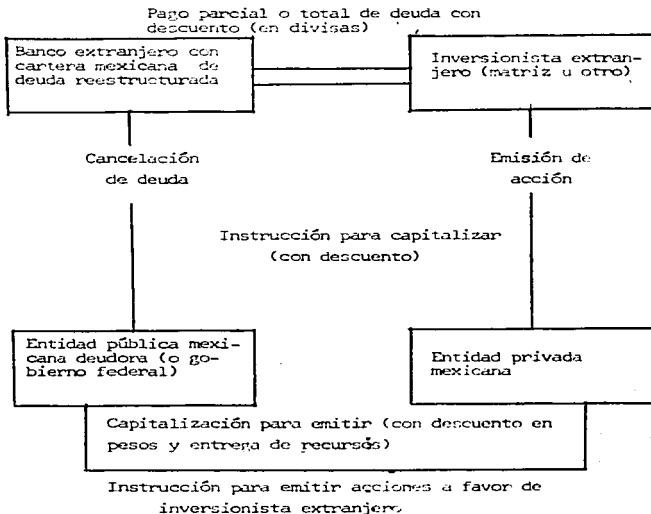 Pago parcial o total de deuda con
descuento (en divisas)
Banco extranjero con
cartera mexicana de
deuda reestructurada
Inversionista extran-
jero (matriz u otro)
Cancelación
de deuda
Emisión de
acción
Instrucción para capitalizar
(con descuento)
Entidad pública mexi-
cana deudora (o go-
bierno federal)
Entidad privada
mexicana
Capitalización para emitir (con descuento en
pesos y entrega de recursós)
Instrucción para emitir acciones a favor de
inversionista extranjero.